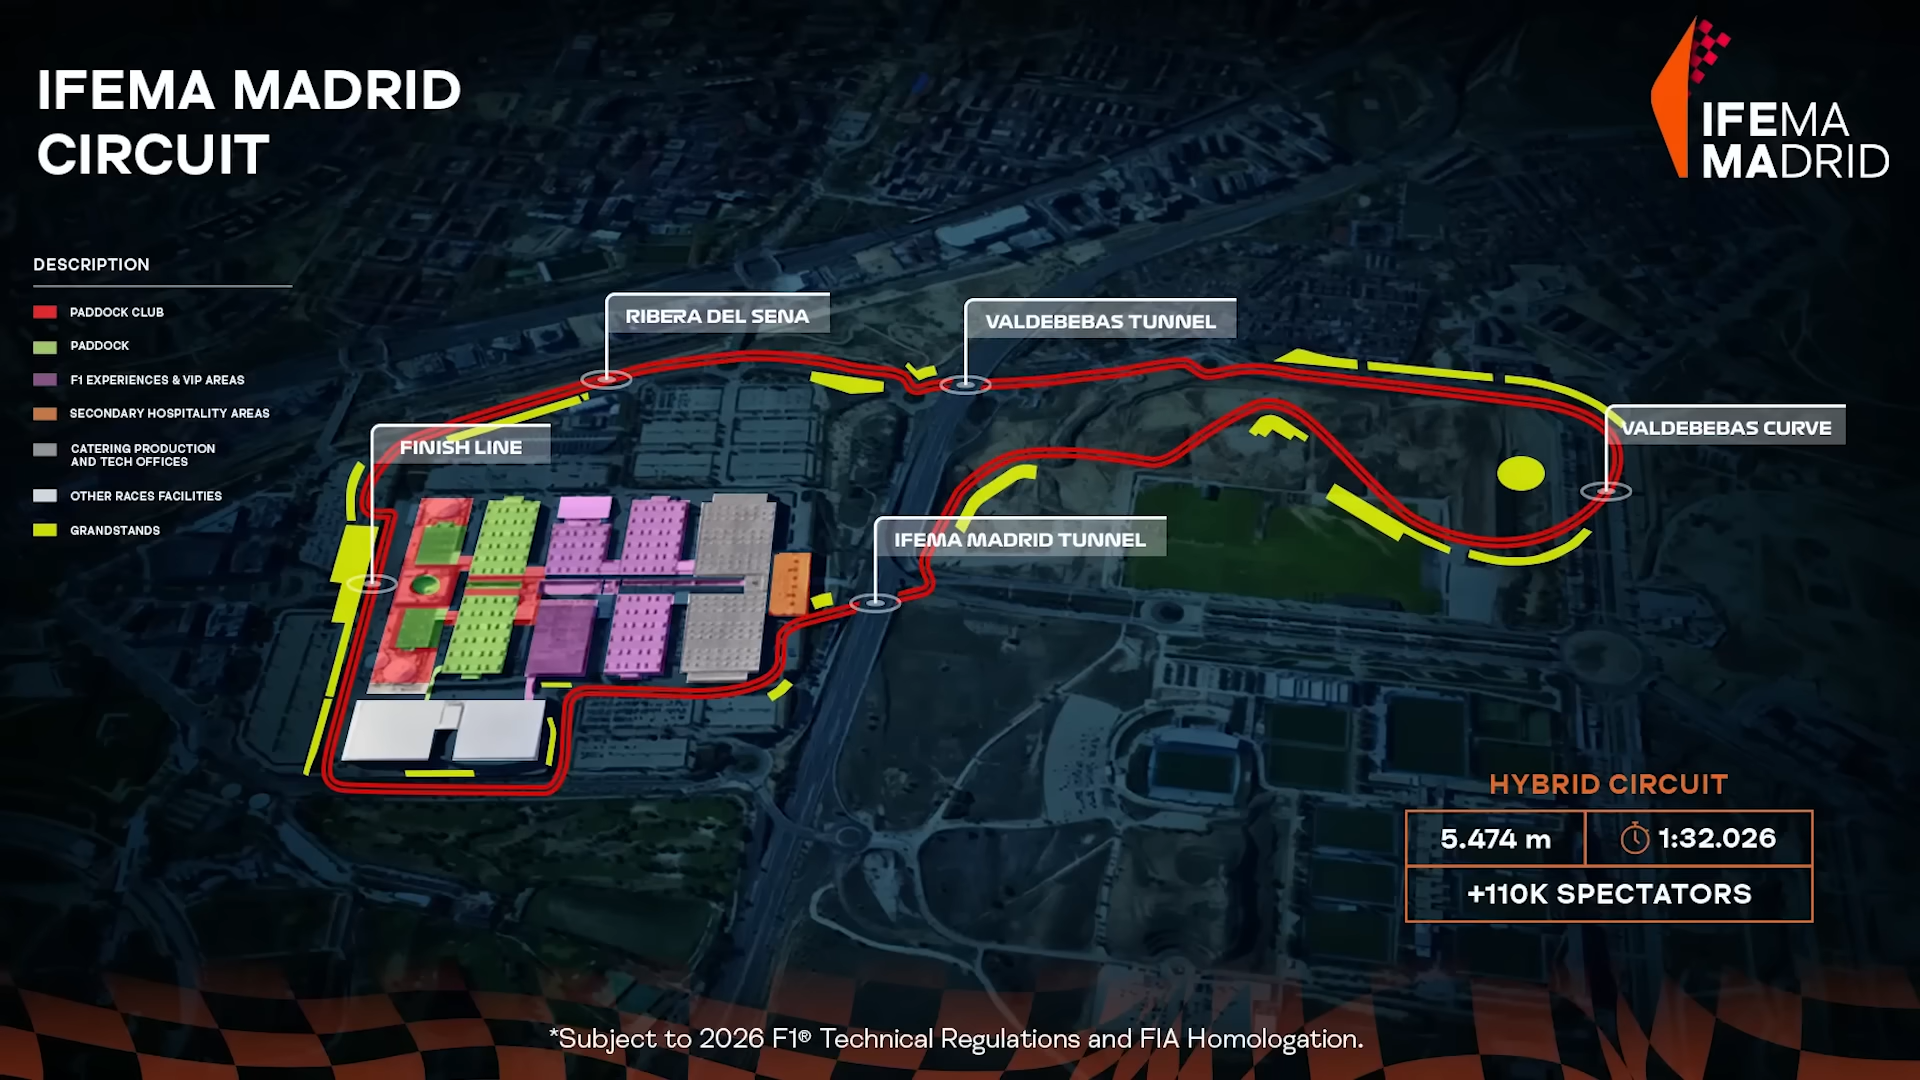 IFEMA MADRID
CIRCUIT
IFEMA
MADRID
DESCRIPTION
PADDOCK CLUB
PADDOCK
F1 EXPERIENCES & VIP AREAS
SECONDARY HOSPITALITY AREAS
CATERING PRODUCTION
AND TECH OFFICES
OTHER RACES FACILITIES
GRANDSTANDS
RIBERA DEL SENA
VALDEBEBAS TUNNEL
VALDEBEBAS CURVE
FINISH LINE
IFEMA MADRID TUNNEL
HYBRID CIRCUIT
5.474 m
1:32.026
+110K SPECTATORS
*Subject to 2026 F1® Technical Regulations and FIA Homologation.